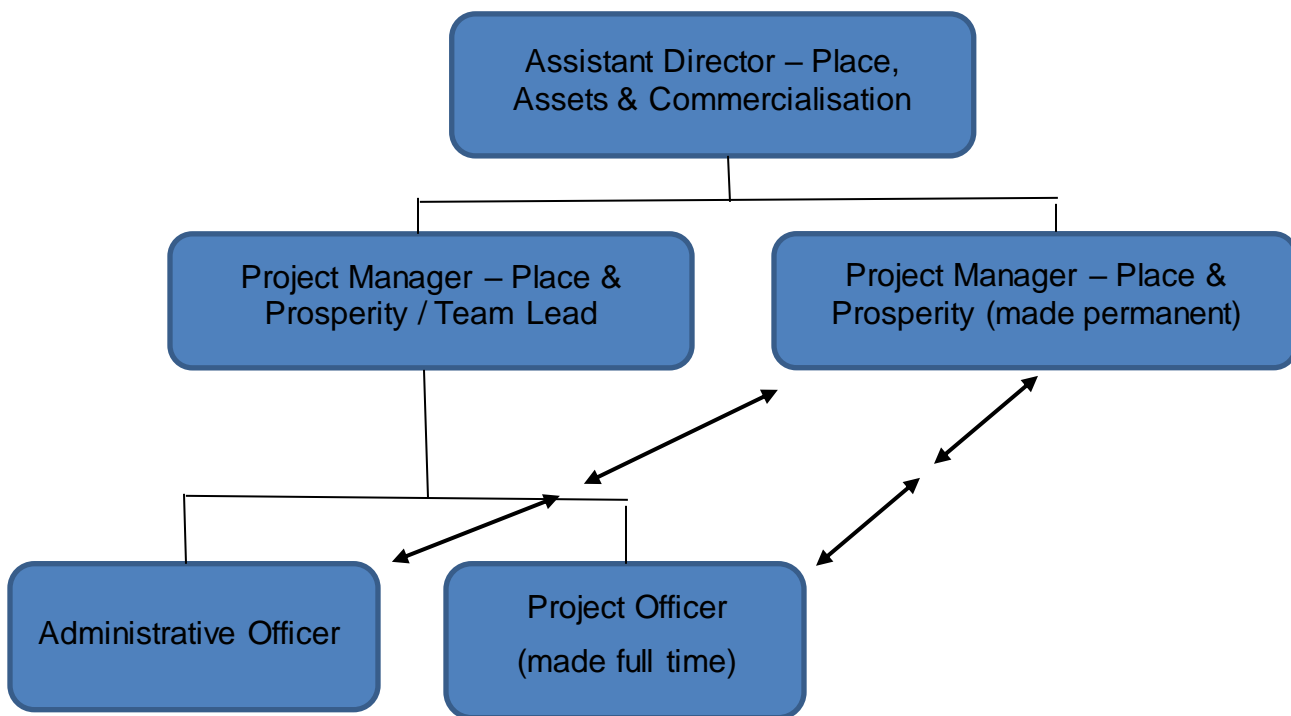 Assistant Director – Place,
Assets & Commercialisation
Project Manager – Place &
Prosperity / Team Lead
Project Manager – Place &
Prosperity (made permanent)
Administrative Officer
Project Officer
(made full time)